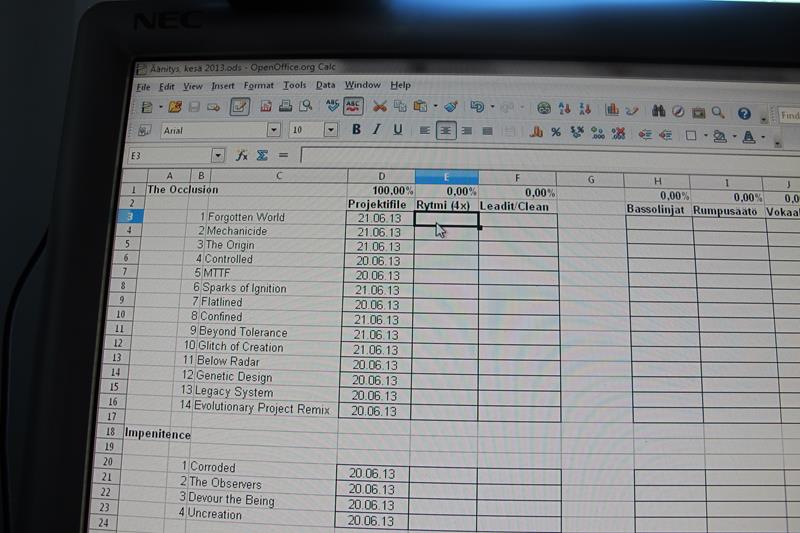 NEC
Äänitys, kesä 2013.ods - OpenOffice.org Calc
File Edit View Insert Format Tools Data Window Help
ABC ABC
Find
Arial 10 B I U
E3 fx Σ =
A B C D E F G H I J
1 The Occlusion 100,00% 0,00% 0,00% 0,00% 0,00%
2 Projektifile Rytmi (4x) Leadit/Clean Bassolinjat Rumpusäätö
3 1 Forgotten World 21.06.13
4 2 Mechanicide 21.06.13
5 3 The Origin 21.06.13
6 4 Controlled 20.06.13
7 5 MTTF 20.06.13
8 6 Sparks of Ignition 21.06.13
9 7 Flatlined 20.06.13
10 8 Confined 21.06.13
11 9 Beyond Tolerance 21.06.13
12 10 Glitch of Creation 21.06.13
13 11 Below Radar 20.06.13
14 12 Genetic Design 20.06.13
15 13 Legacy System 20.06.13
16 14 Evolutionary Project Remix 20.06.13
17
18 Impenitence
19
20 1 Corroded 20.06.13
21 2 The Observers 20.06.13
22 3 Devour the Being 20.06.13
23 4 Uncreation 20.06.13
24